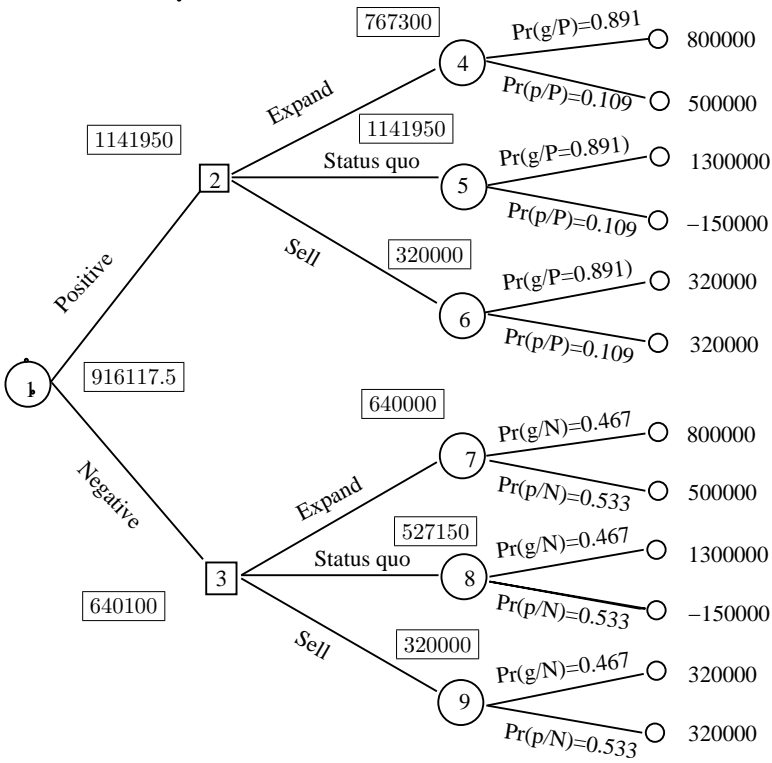 767300
4
Pr(g/P)=0.891
800000
Pr(p/P)=0.109
500000
Expand
1141950
1141950
2
Status quo
5
Pr(g/P=0.891)
1300000
Pr(p/P)=0.109
−150000
Sell
320000
6
Pr(g/P=0.891)
320000
Pr(p/P)=0.109
320000
Positive
1
916117.5
Negative
640000
7
Pr(g/N)=0.467
800000
Pr(p/N)=0.533
500000
Expand
527150
3
Status quo
8
Pr(g/N)=0.467
1300000
Pr(p/N)=0.533
−150000
640100
Sell
320000
9
Pr(g/N)=0.467
320000
Pr(p/N)=0.533
320000